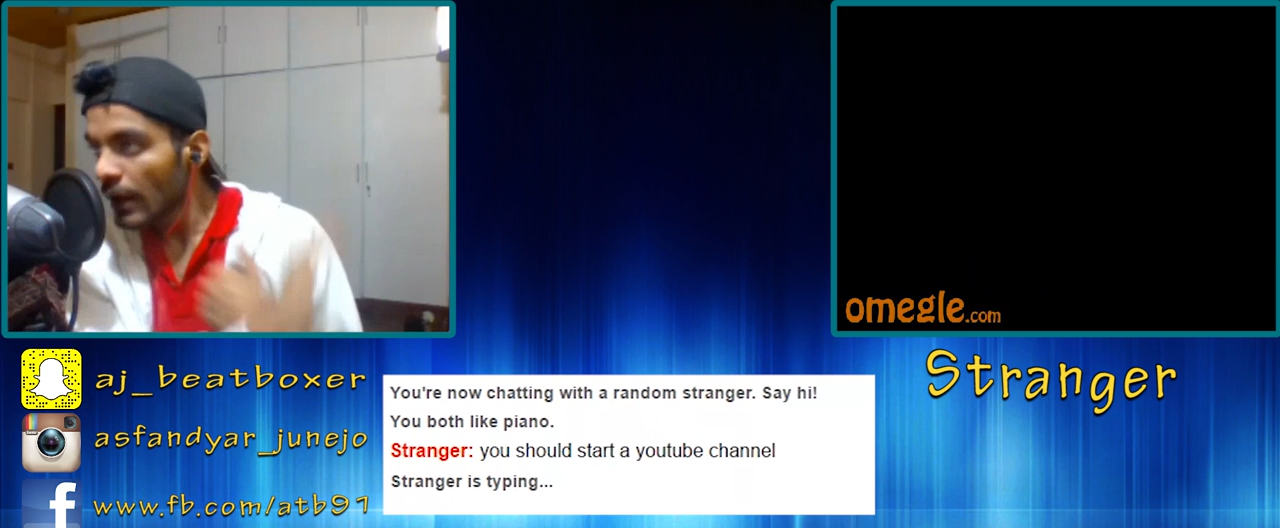 omegle.com
aj_beatboxer
asfandyar_junejo
www.fb.com/atb91
You're now chatting with a random stranger. Say hi!
You both like piano.
Stranger: you should start a youtube channel
Stranger is typing...
Stranger